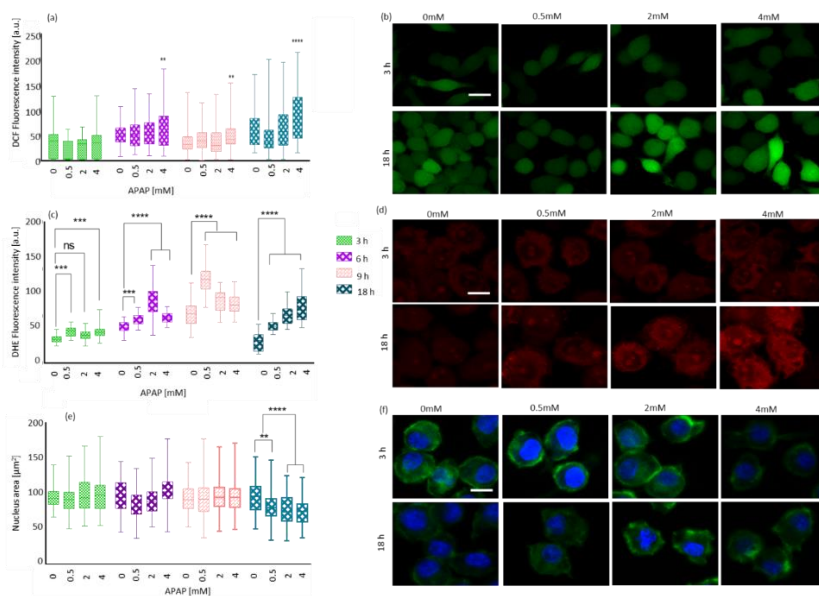 (a)
DCF Fluorescence intensity [a.u.]
250
200
150
100
50
0
**
**
****
0 0.5 2 4 0 0.5 2 4 0 0.5 2 4 0 0.5 2 4
APAP [mM]
(b)
0mM 0.5mM 2mM 4mM
3 h
18 h
(c)
DHE Fluorescence intensity [a.u.]
200
150
100
50
0
***
ns
***
****
***
****
****
0 0.5 2 4 0 0.5 2 4 0 0.5 2 4 0 0.5 2 4
APAP [mM]
3 h
6 h
9 h
18 h
(d)
0mM 0.5mM 2mM 4mM
3 h
18 h
(e)
Nucleus area [µm²]
200
150
100
50
0
****
**
0 0.5 2 4 0 0.5 2 4 0 0.5 2 4 0 0.5 2 4
APAP [mM]
(f)
0mM 0.5mM 2mM 4mM
3 h
18 h